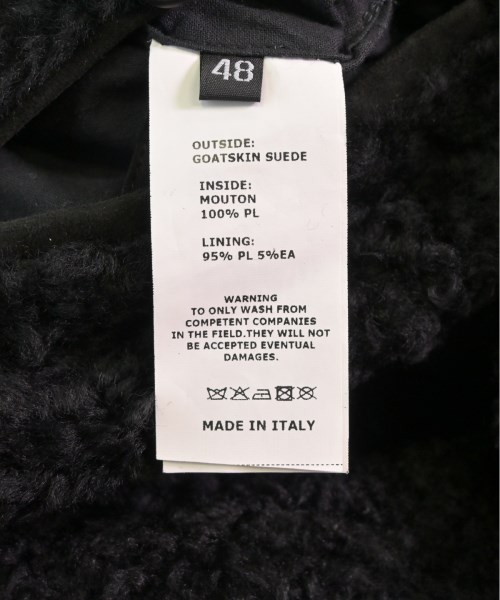 48
OUTSIDE:
GOATSKIN SUEDE
INSIDE:
MOUTON
100% PL
LINING:
95% PL 5%EA
WARNING
TO ONLY WASH FROM
COMPETENT COMPANIES
IN THE FIELD.THEY WILL NOT
BE ACCEPTED EVENTUAL
DAMAGES.
MADE IN ITALY